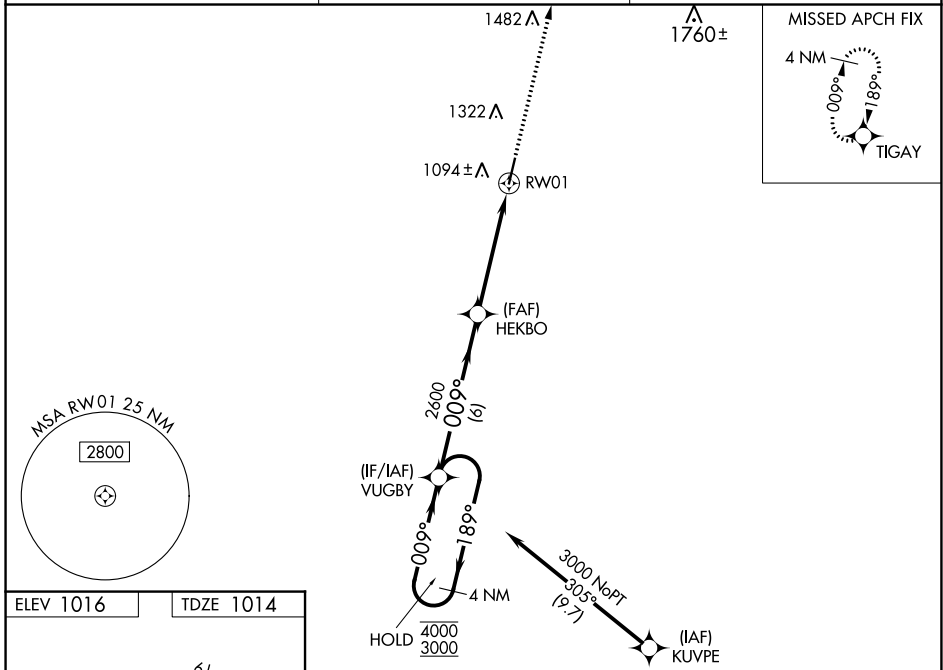 1482
1760±
MISSED APCH FIX
4 NM
009°
189°
TIGAY
1322
1094±
RW01
(FAF)
HEKBO
2600
009°
(6)
MSA RW01 25 NM
2800
(IF/IAF)
VUGBY
009°
189°
4 NM
HOLD
4000
3000
3000 NoPT
305°
(9.7)
(IAF)
KUVPE
ELEV 1016
TDZE 1014